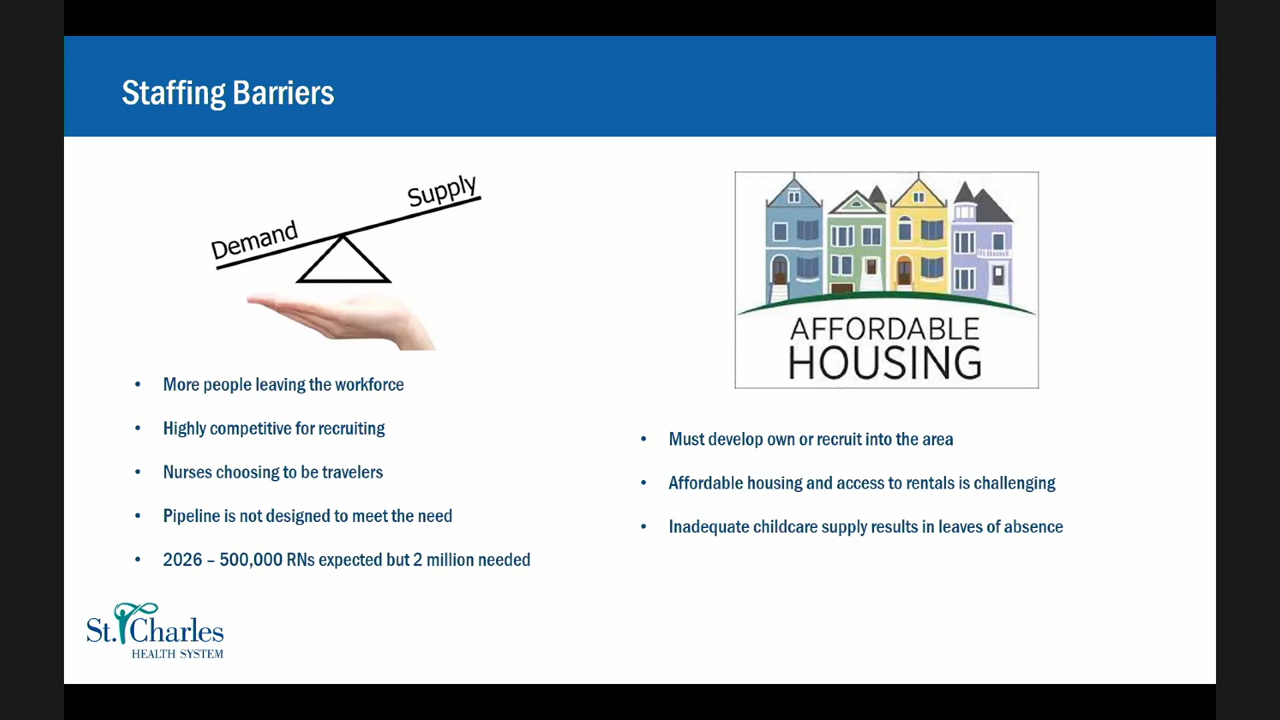 Staffing Barriers
Demand
Supply
• More people leaving the workforce
• Highly competitive for recruiting
• Nurses choosing to be travelers
• Pipeline is not designed to meet the need
• 2026 – 500,000 RNs expected but 2 million needed
AFFORDABLE
HOUSING
• Must develop own or recruit into the area
• Affordable housing and access to rentals is challenging
• Inadequate childcare supply results in leaves of absence
St. Charles
HEALTH SYSTEM